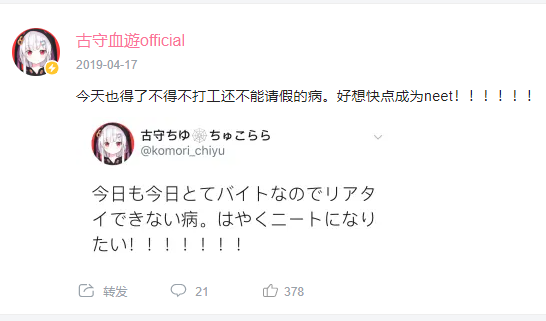 古守血遊official
2019-04-17
今天也得了不得不打工还不能请假的病。好想快点成为neet！！！！！！
古守ちゆ🕸ちゅこらら
@komori_chiyu
今日も今日とてバイトなのでリアタ
イできない病。はやくニートになり
たい！！！！！！！
转发 21 378